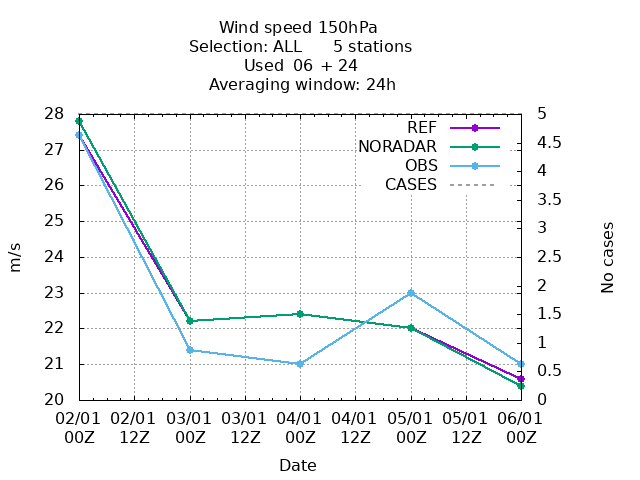 Wind speed 150hPa
Selection: ALL 5 stations
Used 06 + 24
Averaging window: 24h
28
27
26
25
24
23
22
21
20
m/s
5
4.5
4
3.5
3
2.5
2
1.5
1
0.5
0
No cases
REF
NORADAR
OBS
CASES
02/01 02/01 03/01 03/01 04/01 04/01 05/01 05/01 06/01
00Z 12Z 00Z 12Z 00Z 12Z 00Z 12Z 00Z
Date